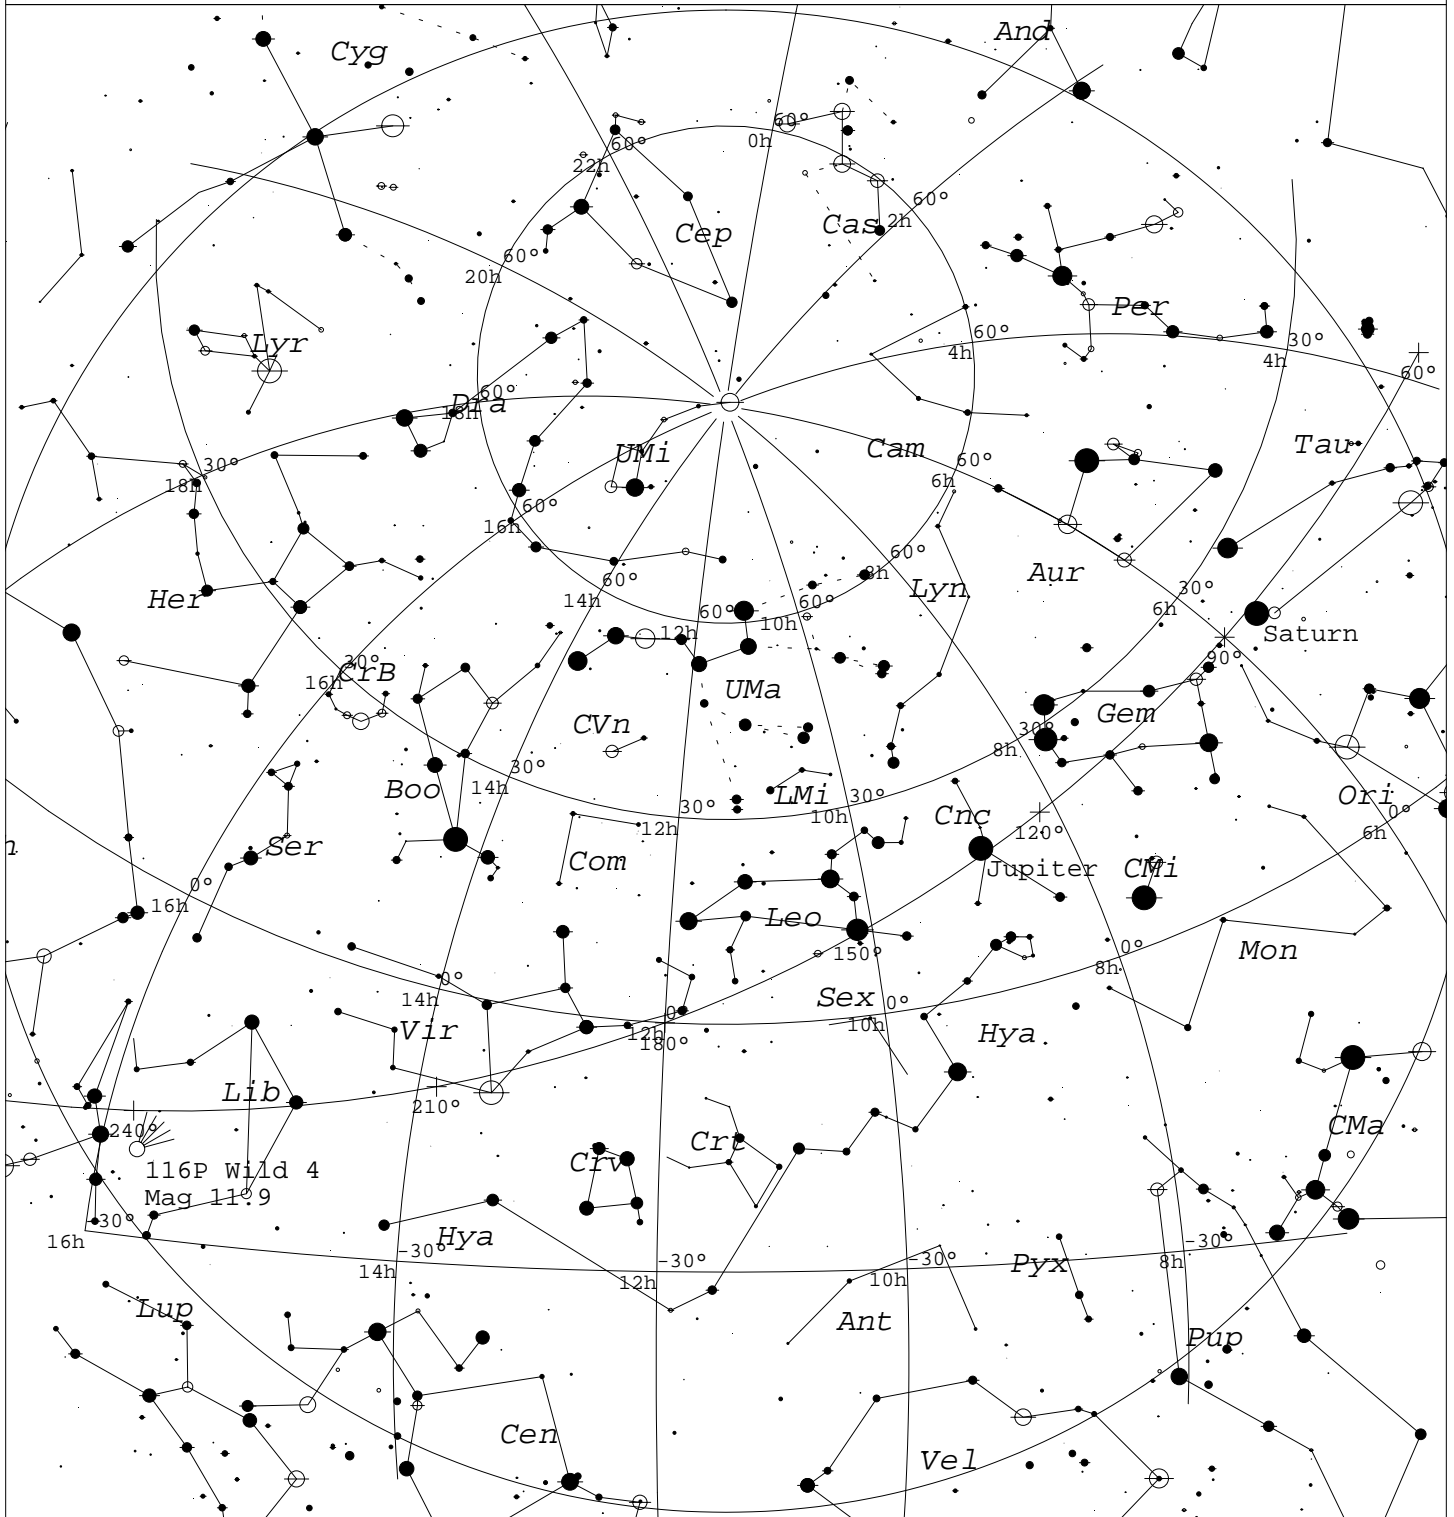 And
Cyg
60°
0h
60°
22h
60°
Cas
2h
Cep
60°
20h
Per
60°
4h
30°
4h
Lyr
60°
60°
Dra
18h
Tau
Cam
UMi
60°
6h
30°
18h
60°
16h
60°
8h
Aur
60°
14h
Lyn
30°
6h
Her
60°
60°
10h
12h
Saturn
90°
30°
16h
CrB
UMa
Gem
CVn
30°
8h
30°
14h
Boo
LMi
30°
10h
30°
12h
Cnc
Ori
0°
6h
120°
Ser
n
Com
Jupiter
CMi
0°
16h
Leo
150°
0°
8h
Mon
0°
14h
Sex
0°
10h
Vir
0°
12h
180°
Hya
Lib
210°
240°
CMa
Crt
Crv
116P Wild 4
Mag 11.9
-30°
16h
Hya
-30°
14h
-30°
12h
-30°
10h
Pyx
-30°
8h
Lup
Ant
Pup
Cen
Vel